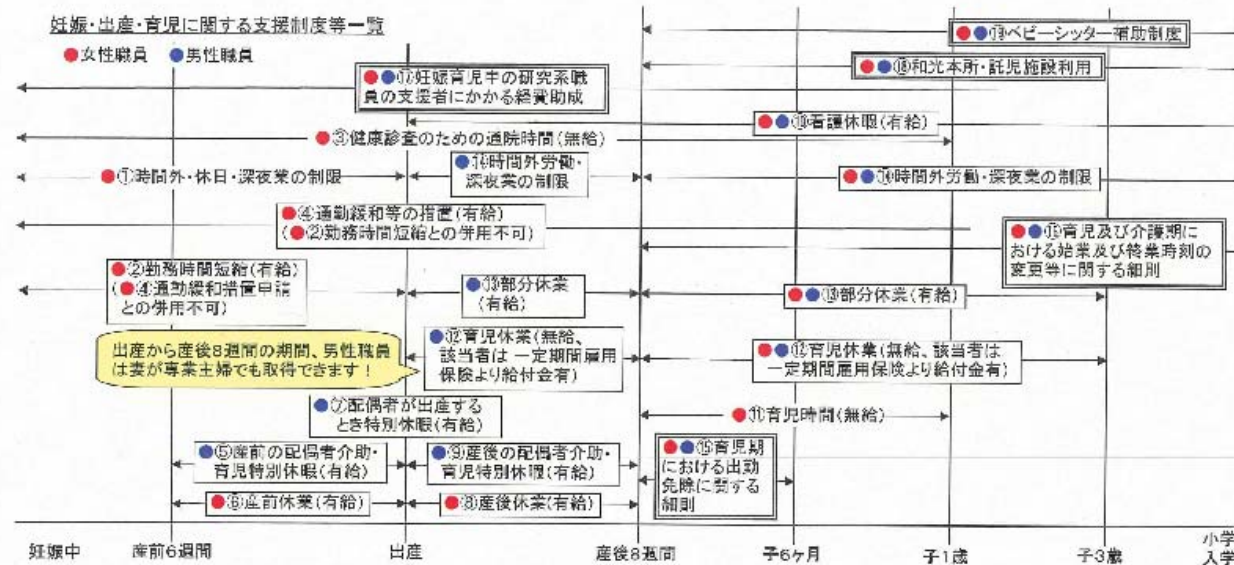 妊娠・出産・育児に関する支援制度等一覧
●女性職員 ●男性職員
●●⑲ベビーシッター補助制度
●●⑱和光本所・託児施設利用
●●⑰妊娠育児中の研究系職
員の支援者にかかる経費助成
●●⑩看護休暇(有給)
●③健康診査のための通院時間(無給)
●①時間外・休日・深夜業の制限
●⑭時間外労働・
深夜業の制限
●●⑭時間外労働・深夜業の制限
●④通勤緩和等の措置(有給)
(●②勤務時間短縮との併用不可)
●●⑯育児及び介護期に
おける始業及び終業時刻の
変更等に関する細則
●②勤務時間短縮(有給)
(●④通勤緩和措置申請
との併用不可)
●⑬部分休業
(有給)
●●⑬部分休業(有給)
出産から産後8週間の期間、男性職員
は妻が専業主婦でも取得できます!
●⑫育児休業(無給、
該当者は 一定期間雇用
保険より給付金有)
●●⑫育児休業(無給、該当者は
一定期間雇用保険より給付金有)
●⑦配偶者が出産する
とき特別休暇(有給)
●⑪育児時間(無給)
●⑤産前の配偶者介助・
育児特別休暇(有給)
●⑨産後の配偶者介助・
育児特別休暇(有給)
●●⑮育児期
における出勤
免除に関する
細則
●⑥産前休業(有給)
●⑧産後休業(有給)
妊娠中 産前6週間 出産 産後8週間 子6ヶ月 子1歳 子3歳 小学
入学